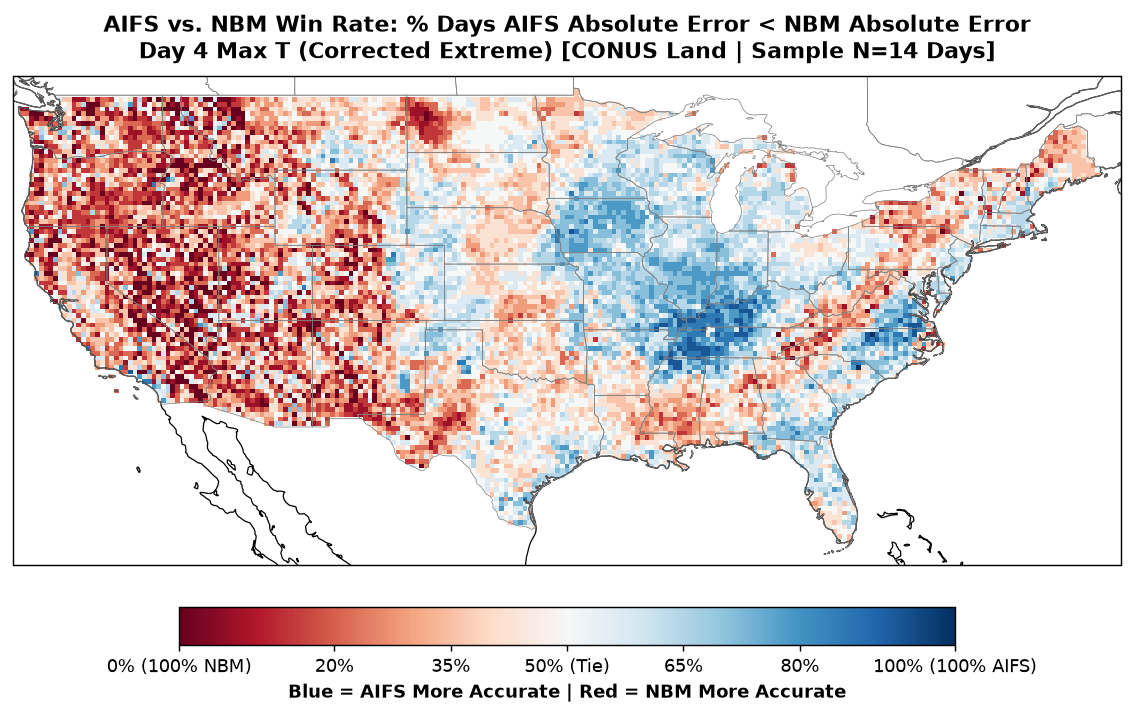 AIFS vs. NBM Win Rate: % Days AIFS Absolute Error < NBM Absolute Error
Day 4 Max T (Corrected Extreme) [CONUS Land | Sample N=14 Days]
0% (100% NBM) 20% 35% 50% (Tie) 65% 80% 100% (100% AIFS)
Blue = AIFS More Accurate | Red = NBM More Accurate